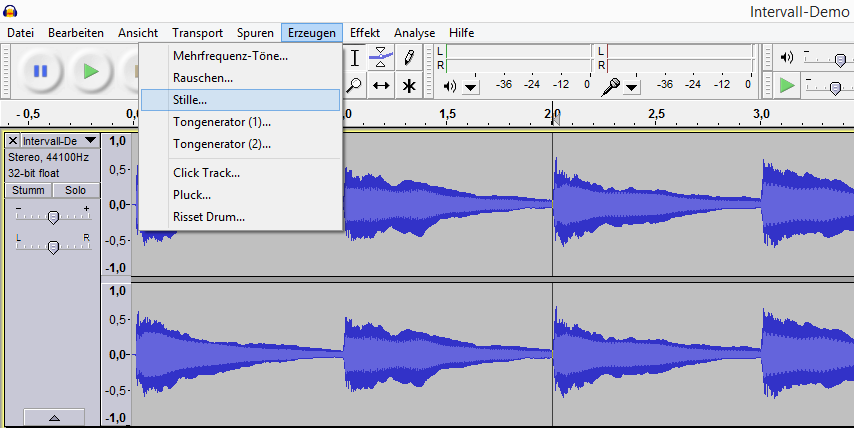 Intervall-Demo
Datei Bearbeiten Ansicht Transport Spuren Erzeugen Effekt Analyse Hilfe
Mehrfrequenz-Töne...
Rauschen...
Stille...
Tongenerator (1)...
Tongenerator (2)...
Click Track...
Pluck...
Risset Drum...
L
R
-36 -24 -12 0
L
R
-36 -24 -12 0
-0,5 0,0 1,0 1,5 2,0 2,5 3,0
X Intervall-De
Stereo, 44100Hz
32-bit float
Stumm Solo
- +
L R
1,0
0,5-
0,0-
-0,5-
-1,0
1,0
0,5-
0,0-
-0,5-
-1,0